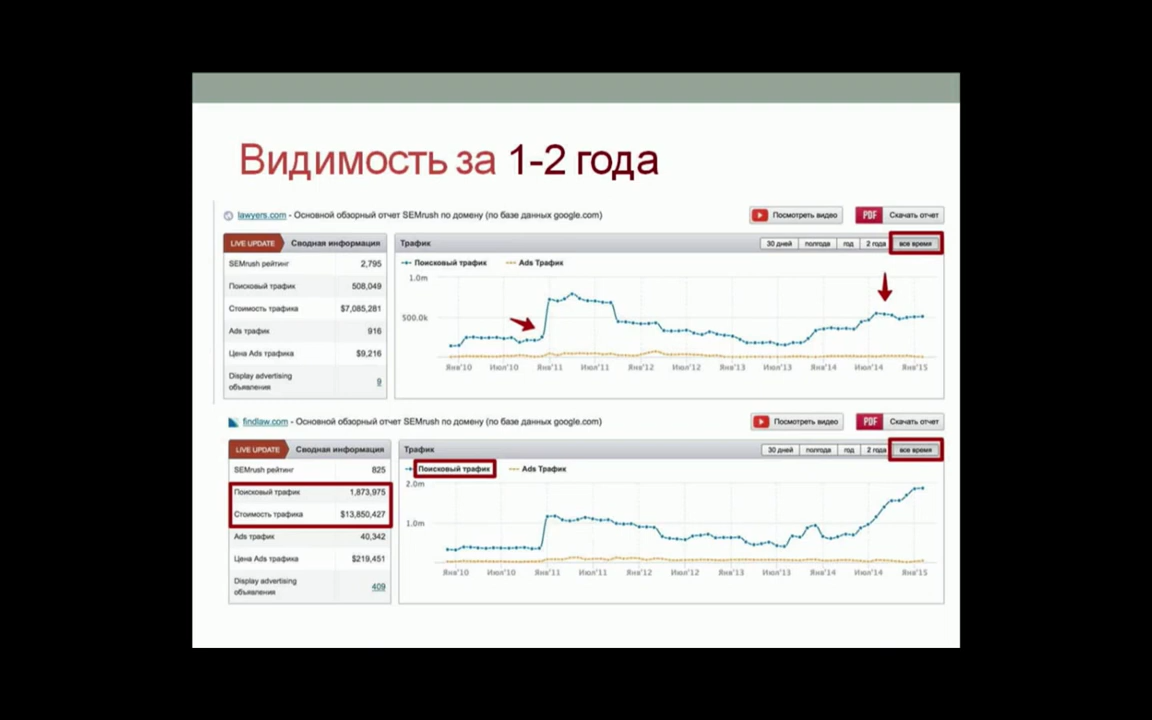 Видимость за 1-2 года
lawyers.com - Основной обзорный отчет SEMrush по домену (по базе данных google.com)
Посмотреть видео
PDF Скачать отчет
LIVE UPDATE Сводная информация
SEMrush рейтинг 2,795
Поисковый трафик 508,049
Стоимость трафика $7,085,281
Ads трафик 916
Цена Ads трафика $9,216
Display advertising
объявления 9
Трафик
30 дней полгода год 2 года все время
Поисковый трафик Ads Трафик
1.0m
500.0k
Янв'10 Июл'10 Янв'11 Июл'11 Янв'12 Июл'12 Янв'13 Июл'13 Янв'14 Июл'14 Янв'15
findlaw.com - Основной обзорный отчет SEMrush по домену (по базе данных google.com)
Посмотреть видео
PDF Скачать отчет
LIVE UPDATE Сводная информация
SEMrush рейтинг 825
Поисковый трафик 1,873,975
Стоимость трафика $13,850,427
Ads трафик 40,342
Цена Ads трафика $219,451
Display advertising
объявления 409
Трафик
30 дней полгода год 2 года все время
Поисковый трафик Ads Трафик
2.0m
1.0m
Янв'10 Июл'10 Янв'11 Июл'11 Янв'12 Июл'12 Янв'13 Июл'13 Янв'14 Июл'14 Янв'15